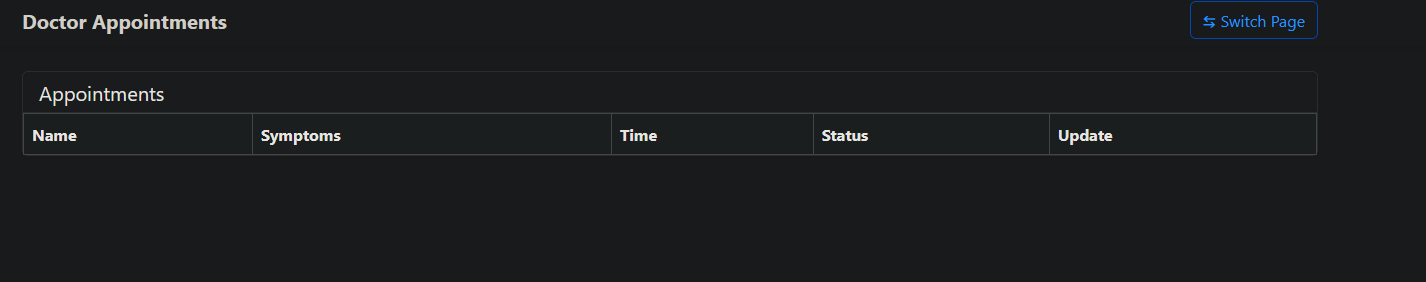 Doctor Appointments
⇆ Switch Page
Appointments
Name Symptoms Time Status Update